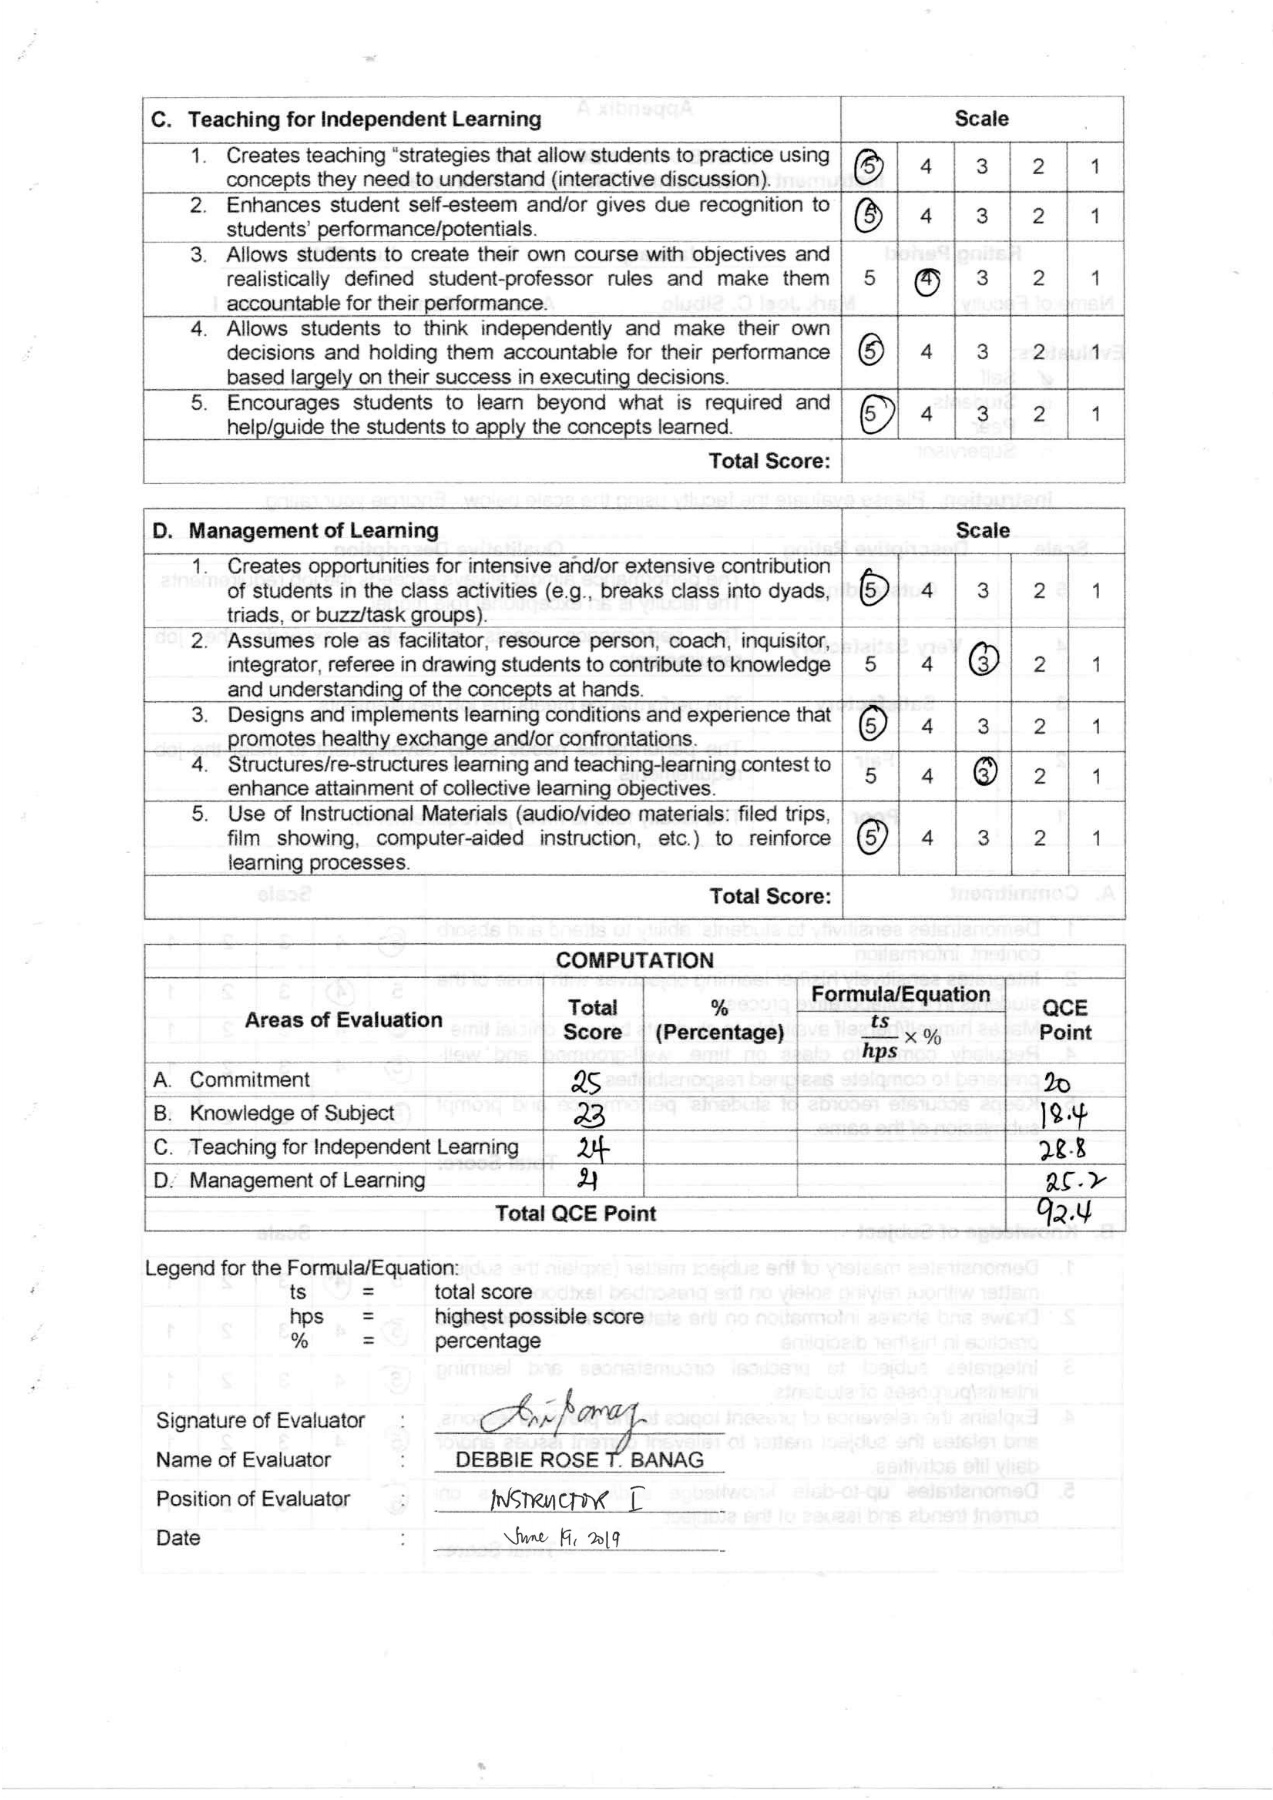 C. Teaching for Independent Learning Scale
1. Creates teaching "strategies that allow students to practice using
concepts they need to understand (interactive discussion). 5 4 3 2 1
2. Enhances student self-esteem and/or gives due recognition to
students' performance/potentials. 5 4 3 2 1
3. Allows students to create their own course with objectives and
realistically defined student-professor rules and make them 5 4 3 2 1
accountable for their performance.
4. Allows students to think independently and make their own
decisions and holding them accountable for their performance 5 4 3 2 1
based largely on their success in executing decisions.
5. Encourages students to learn beyond what is required and
help/guide the students to apply the concepts learned. 5 4 3 2 1
Total Score:
D. Management of Learning Scale
1. Creates opportunities for intensive and/or extensive contribution
of students in the class activities (e.g., breaks class into dyads, 5 4 3 2 1
triads, or buzz/task groups).
2. Assumes role as facilitator, resource person, coach, inquisitor,
integrator, referee in drawing students to contribute to knowledge 5 4 3 2 1
and understanding of the concepts at hands.
3. Designs and implements learning conditions and experience that
promotes healthy exchange and/or confrontations. 5 4 3 2 1
4. Structures/re-structures learning and teaching-learning contest to
enhance attainment of collective learning objectives. 5 4 3 2 1
5. Use of Instructional Materials (audio/video materials: filed trips,
film showing, computer-aided instruction, etc.) to reinforce 5 4 3 2 1
learning processes.
Total Score:
COMPUTATION
Areas of Evaluation Total Score % (Percentage) Formula/Equation ts/hps × % QCE Point
A. Commitment 25 20
B. Knowledge of Subject 23 18.4
C. Teaching for Independent Learning 24 28.8
D. Management of Learning 21 25.2
Total QCE Point 92.4
Legend for the Formula/Equation:
ts = total score
hps = highest possible score
% = percentage
Signature of Evaluator :
Name of Evaluator : DEBBIE ROSE T. BANAG
Position of Evaluator : INSTRUCTOR I
Date : June 19, 2019